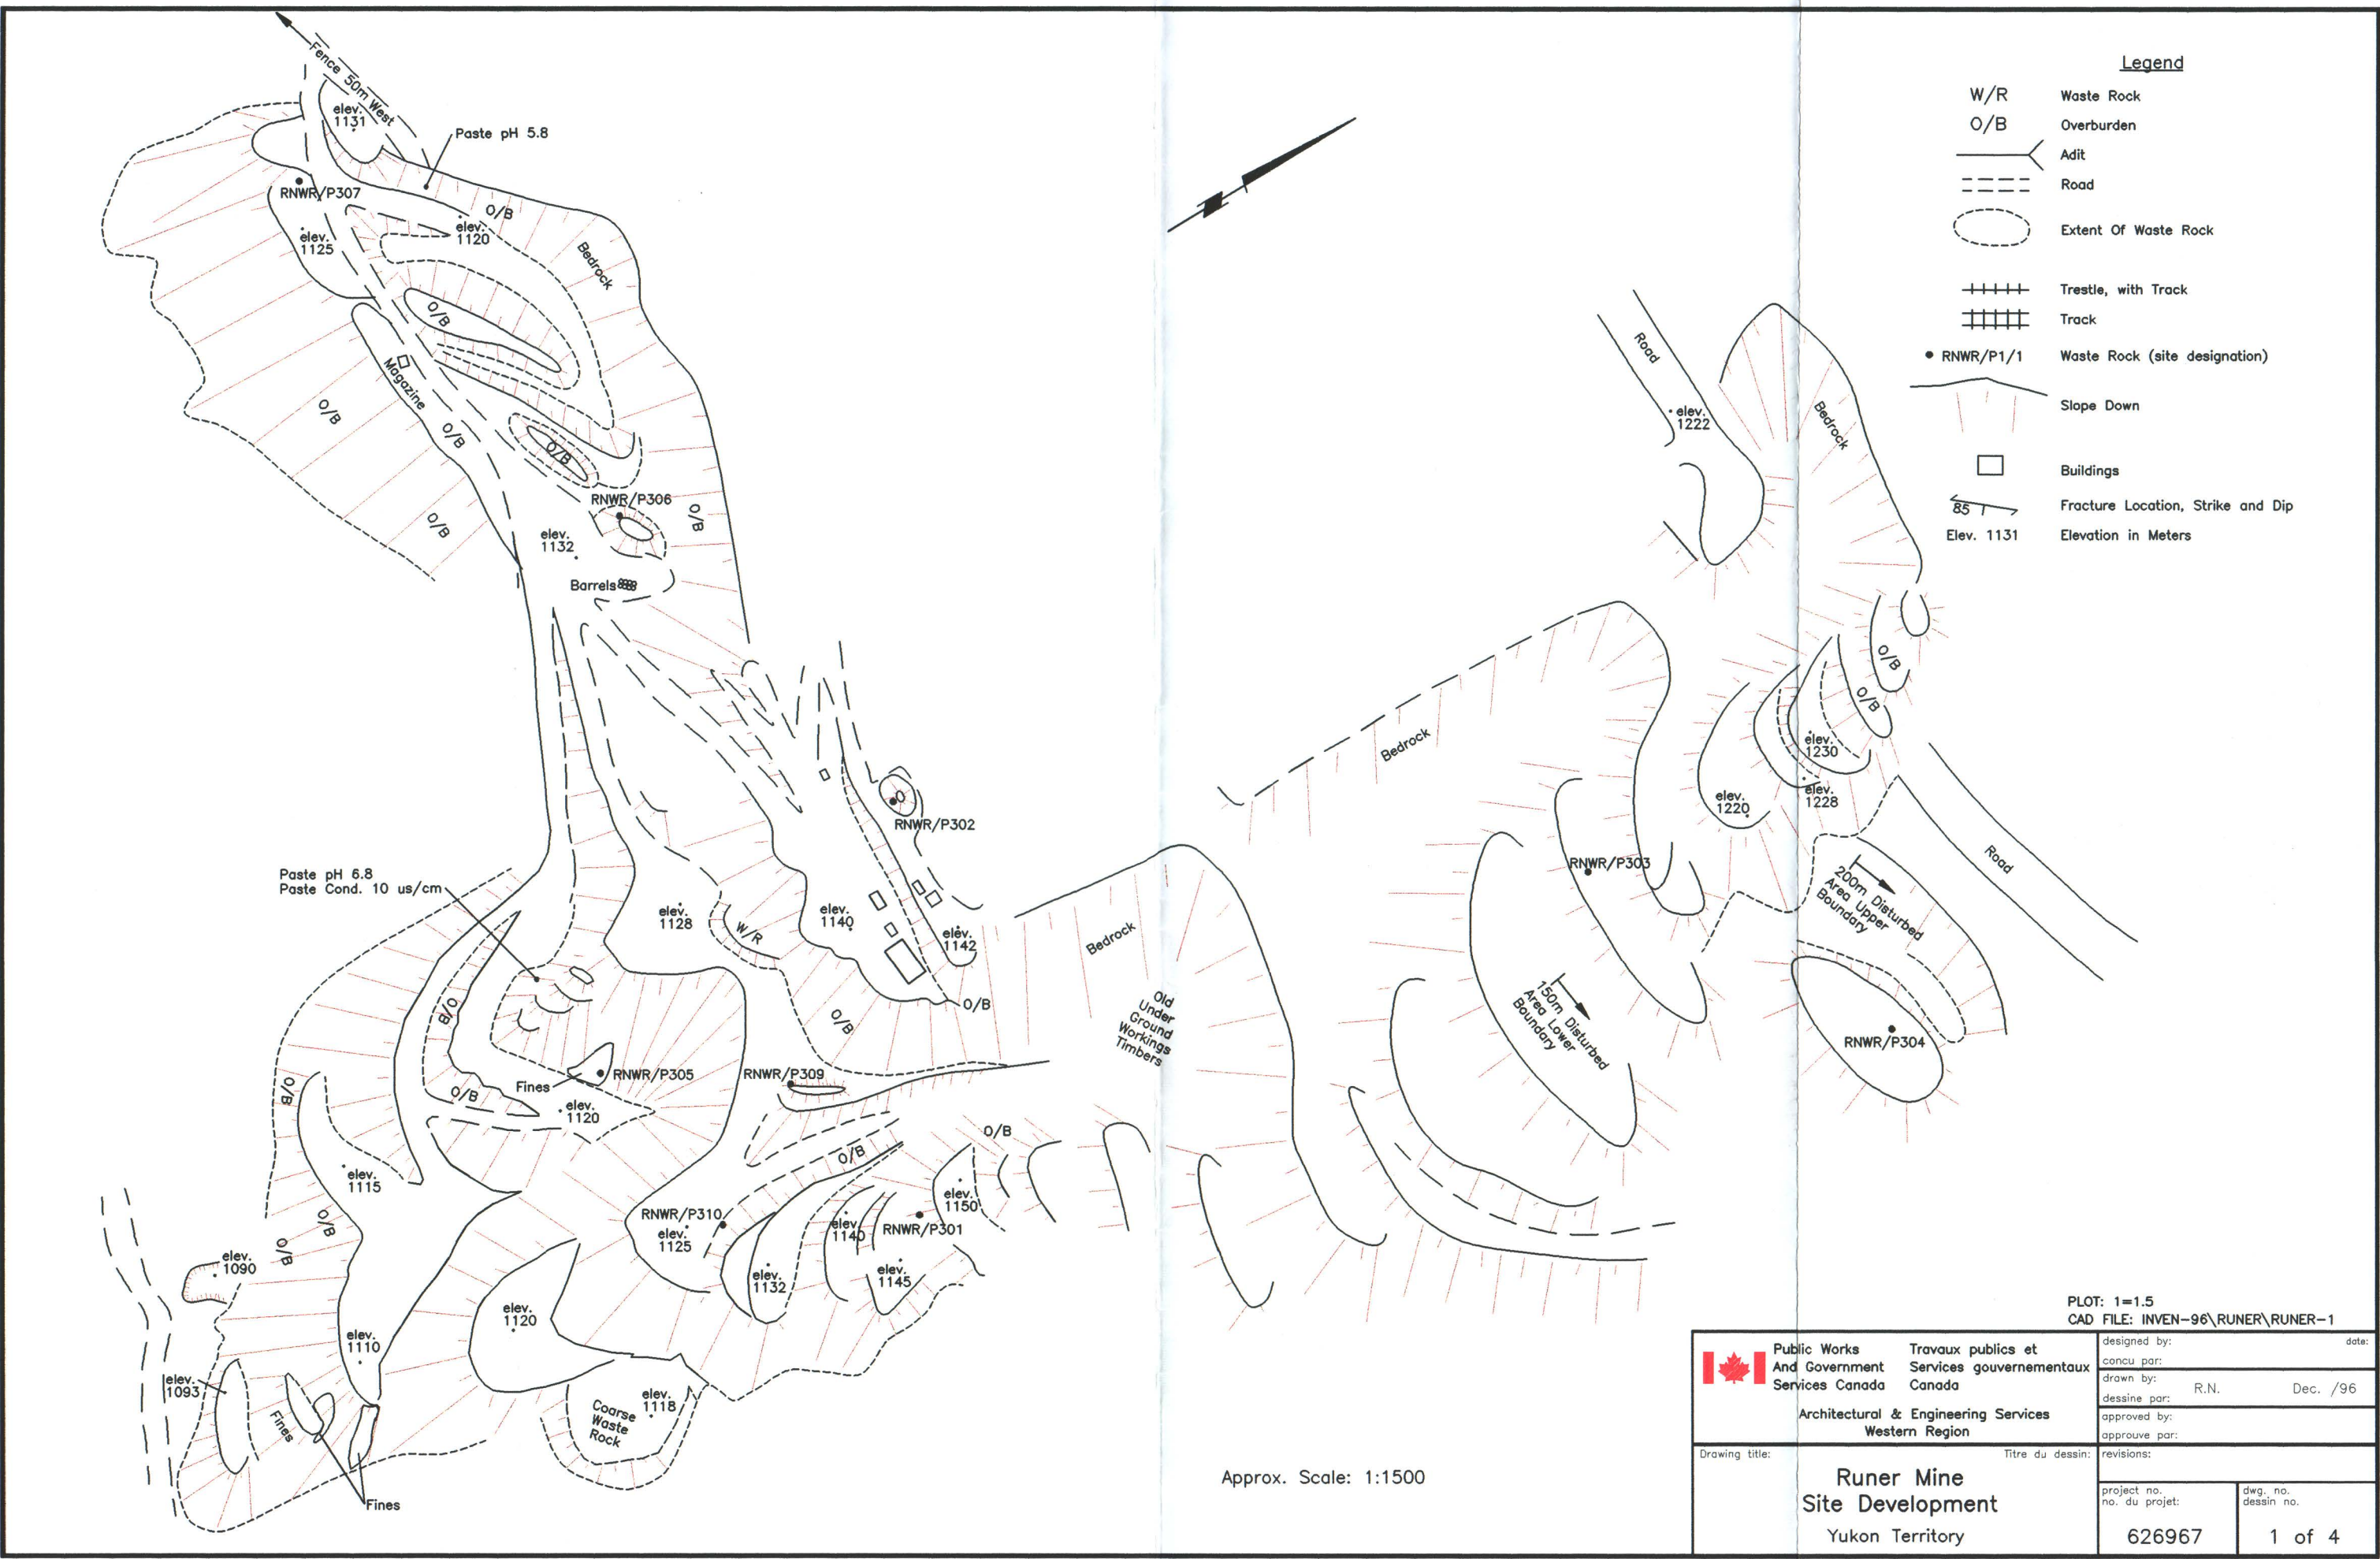 Fence 50m West
elev.
1131
Paste pH 5.8
RNWR/P307
O/B
elev.
1120
elev.
1125
Bedrock
O/B
Magazine
O/B
O/B
O/B
O/B
RNWR/P306
O/B
elev.
1132
Barrels
RNWR/P302
Paste pH 6.8
Paste Cond. 10 us/cm
elev.
1128
W/R
elev.
1140
elev.
1142
O/B
O/B
O/B
Bedrock
Old
Under
Ground
Workings
Timbers
Fines
RNWR/P305
RNWR/P309
O/B
O/B
elev.
1120
O/B
O/B
elev.
1115
elev.
1150
RNWR/P310
elev.
1125
elev.
1140
RNWR/P301
O/B
O/B
elev.
1090
elev.
1132
elev.
1145
elev.
1120
elev.
1110
elev.
1093
Fines
elev.
1118
Coarse
Waste
Rock
Fines
Road
elev.
1222
Bedrock
Bedrock
O/B
O/B
elev.
1230
elev.
1228
elev.
1220
RNWR/P303
Road
200m Disturbed
Area Upper
Boundary
150m Disturbed
Area Lower
Boundary
RNWR/P304
Approx. Scale: 1:1500
Legend
W/R Waste Rock
O/B Overburden
Adit
Road
Extent Of Waste Rock
Trestle, with Track
Track
RNWR/P1/1 Waste Rock (site designation)
Slope Down
Buildings
85 Fracture Location, Strike and Dip
Elev. 1131 Elevation in Meters
PLOT: 1=1.5
CAD FILE: INVEN-96\RUNER\RUNER-1
Public Works
And Government
Services Canada
Travaux publics et
Services gouvernementaux
Canada
Architectural & Engineering Services
Western Region
designed by: date:
concu par:
drawn by:
dessine par: R.N. Dec. /96
approved by:
approuve par:
Drawing title: Titre du dessin:
Runer Mine
Site Development
Yukon Territory
revisions:
project no.
no. du projet:
626967
dwg. no.
dessin no.
1 of 4